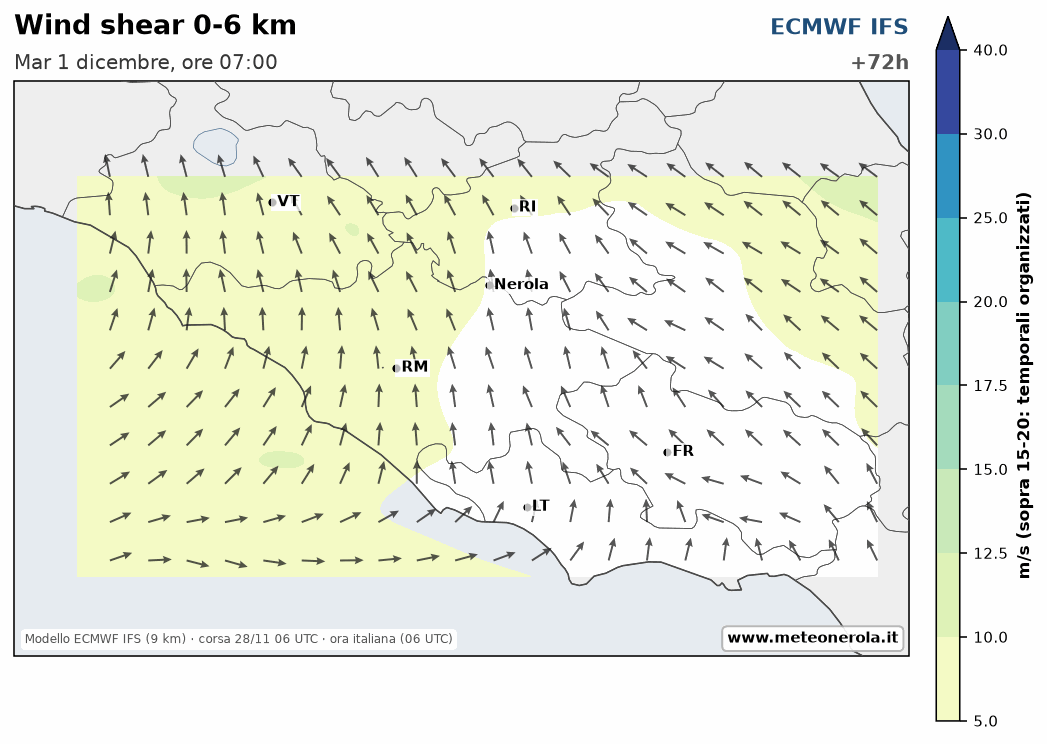 Wind shear 0-6 km
ECMWF IFS
Mar 1 dicembre, ore 07:00
+72h
VT
RI
Nerola
RM
FR
LT
40.0
30.0
25.0
20.0
17.5
15.0
12.5
10.0
5.0
m/s (sopra 15-20: temporali organizzati)
Modello ECMWF IFS (9 km) · corsa 28/11 06 UTC · ora italiana (06 UTC)
www.meteonerola.it